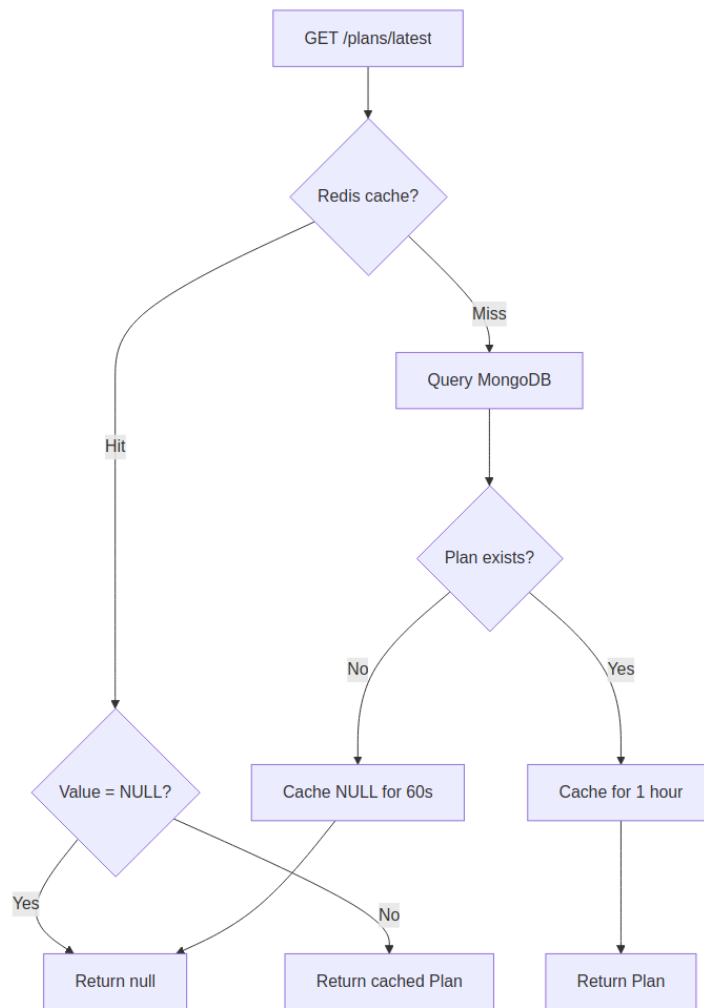 GET /plans/latest
Redis cache?
Miss
Query MongoDB
Hit
Plan exists?
No
Yes
Value = NULL?
Cache NULL for 60s
Cache for 1 hour
Yes
No
Return null
Return cached Plan
Return Plan